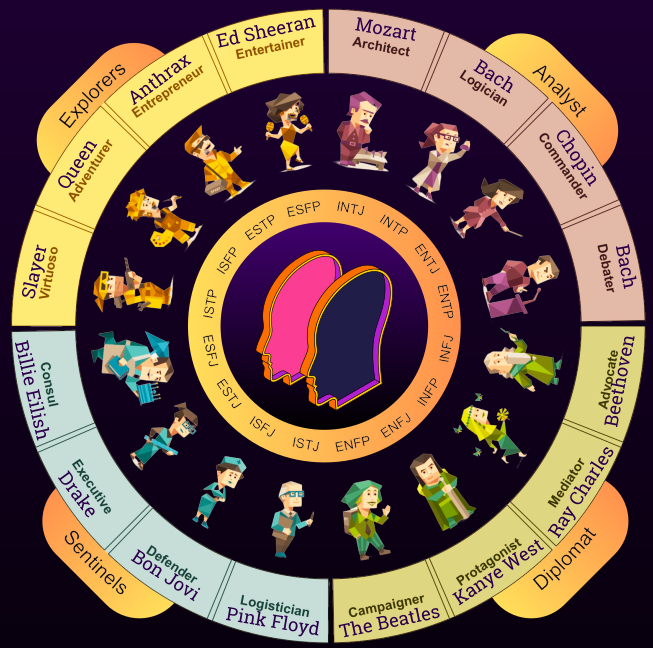 Explorers
Analyst
Sentinels
Diplomat
Mozart
Architect
Bach
Logician
Chopin
Commander
Bach
Debater
Advocate
Beethoven
Mediator
Ray Charles
Protagonist
Kanye West
Campaigner
The Beatles
Logistician
Pink Floyd
Defender
Bon Jovi
Executive
Drake
Consul
Billie Eilish
Slayer
Virtuoso
Queen
Adventurer
Anthrax
Entrepreneur
Ed Sheeran
Entertainer
INTJ
INTP
ENTJ
ENTP
INFJ
INFP
ENFJ
ENFP
ISTJ
ISFJ
ESTJ
ESFJ
ISTP
ISFP
ESTP
ESFP